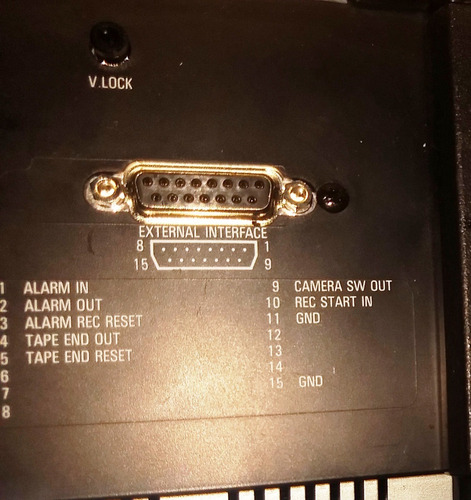 V.LOCK
EXTERNAL INTERFACE
8 1
15 9
1 ALARM IN
2 ALARM OUT
3 ALARM REC RESET
4 TAPE END OUT
5 TAPE END RESET
6
7
8
9 CAMERA SW OUT
10 REC START IN
11 GND
12
13
14
15 GND